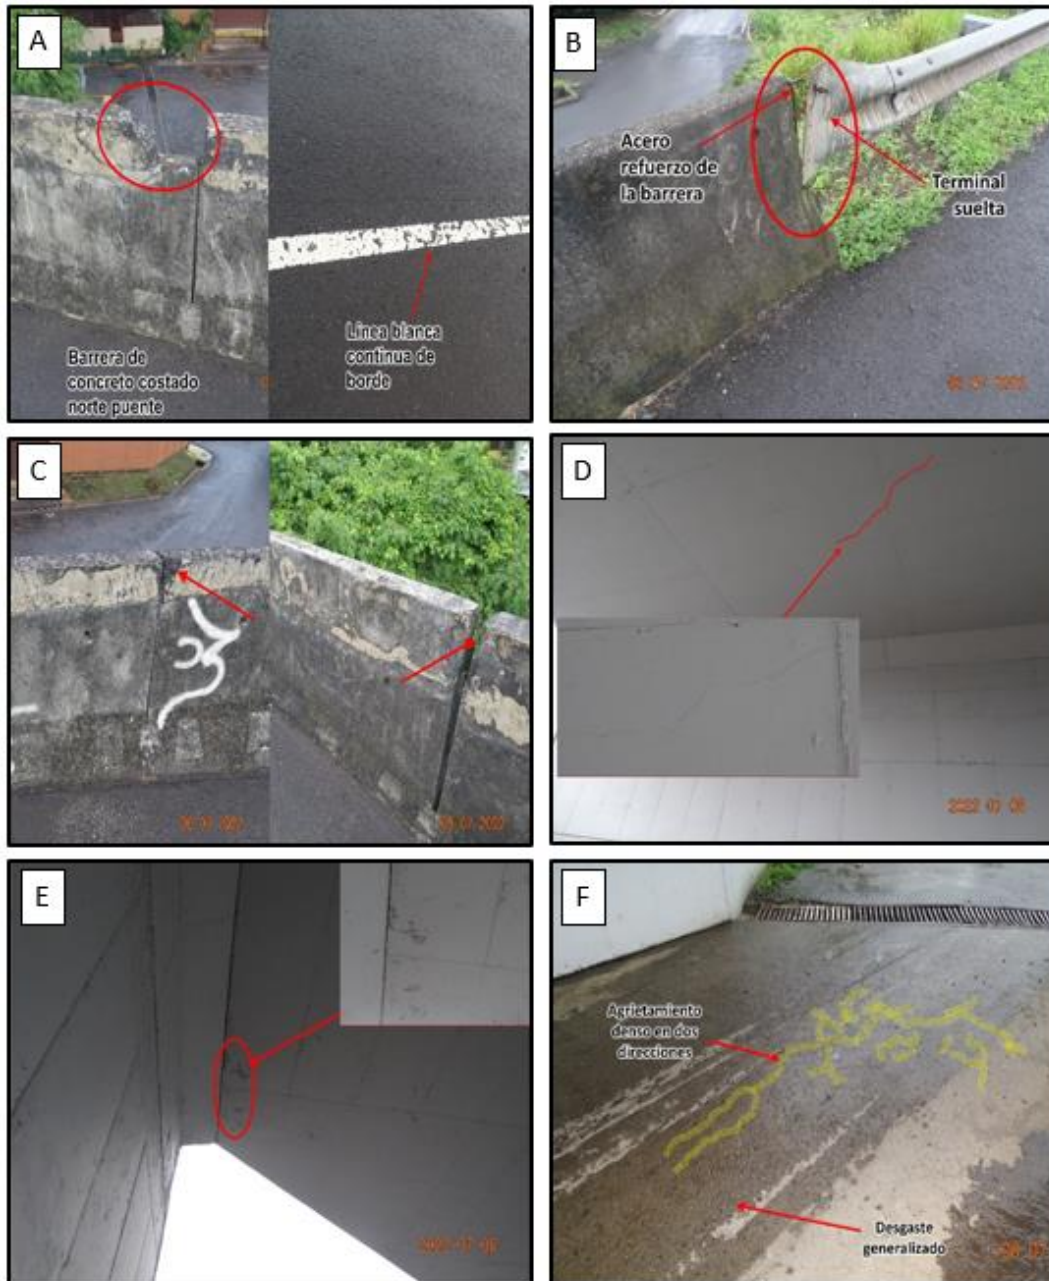 A
Barrera de
concreto costado
norte puente
Línea blanca
continua de
borde
B
Acero
refuerzo de
la barrera
Terminal
suelta
C
D
E
F
Agrietamiento
denso en dos
direcciones
Desgaste
generalizado